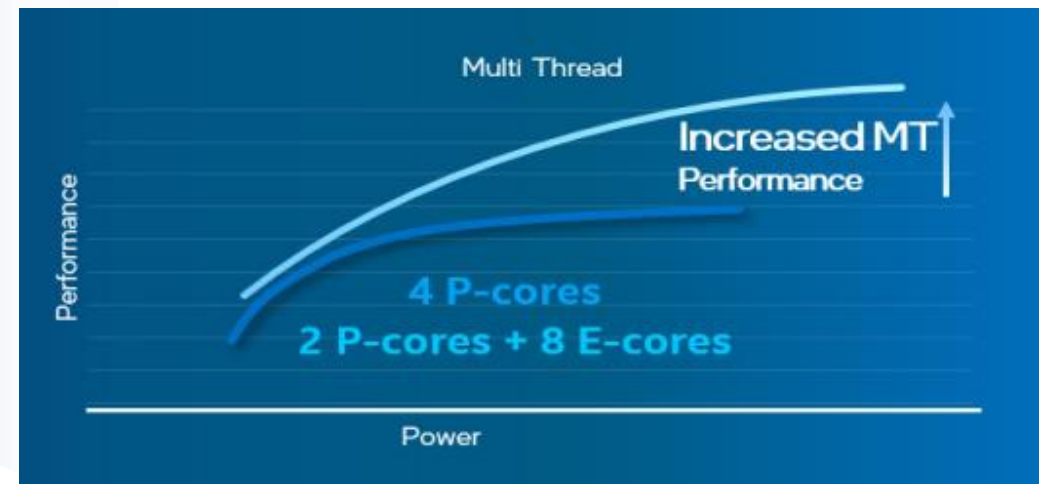 Multi Thread
Increased MT
Performance
Performance
4 P-cores
2 P-cores + 8 E-cores
Power